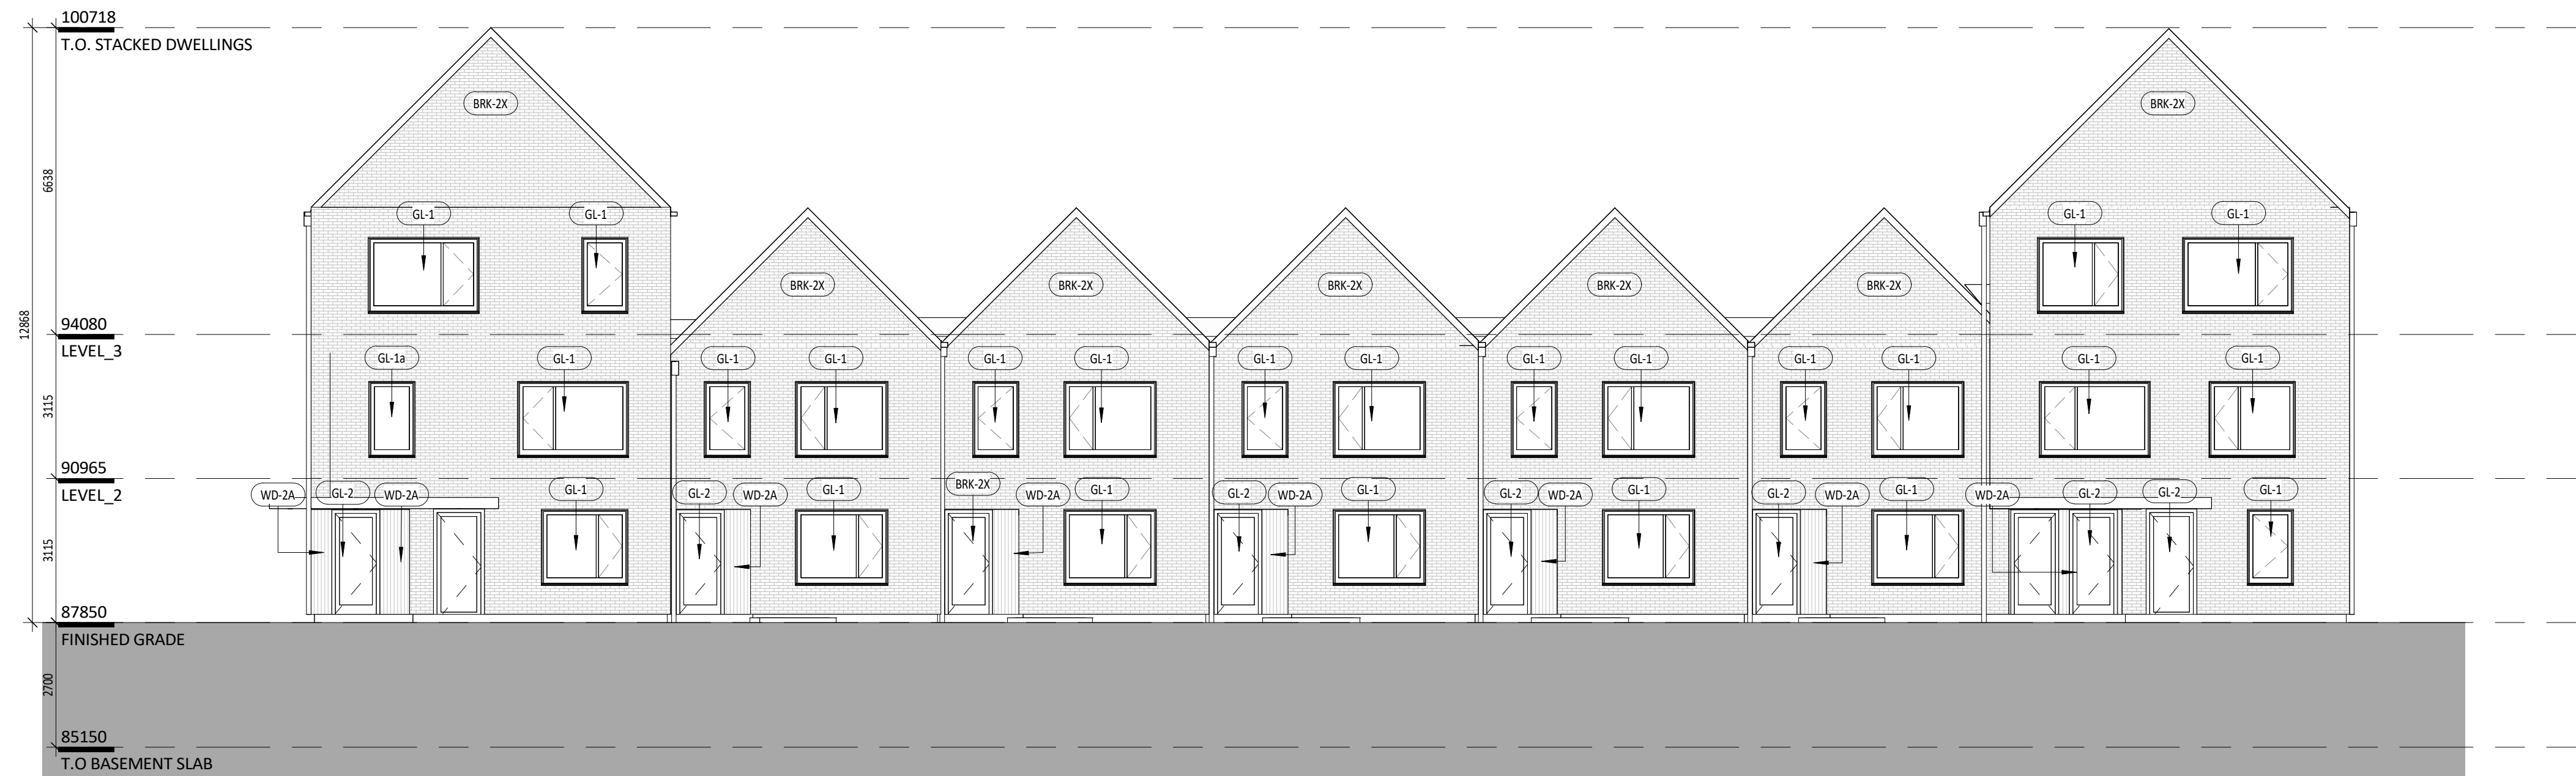 100718
T.O. STACKED DWELLINGS
BRK-2X
BRK-2X
6638
GL-1
GL-1
GL-1
GL-1
BRK-2X
BRK-2X
BRK-2X
BRK-2X
BRK-2X
12868
94080
LEVEL_3
GL-1a
GL-1
GL-1
GL-1
GL-1
GL-1
GL-1
GL-1
GL-1
GL-1
GL-1
GL-1
GL-1
GL-1
3115
90965
LEVEL_2
WD-2A
GL-2
WD-2A
GL-1
GL-2
WD-2A
GL-1
BRK-2X
WD-2A
GL-1
GL-2
WD-2A
GL-1
GL-2
WD-2A
GL-1
GL-2
WD-2A
GL-1
WD-2A
GL-2
GL-2
GL-1
3115
87850
FINISHED GRADE
2700
85150
T.O BASEMENT SLAB